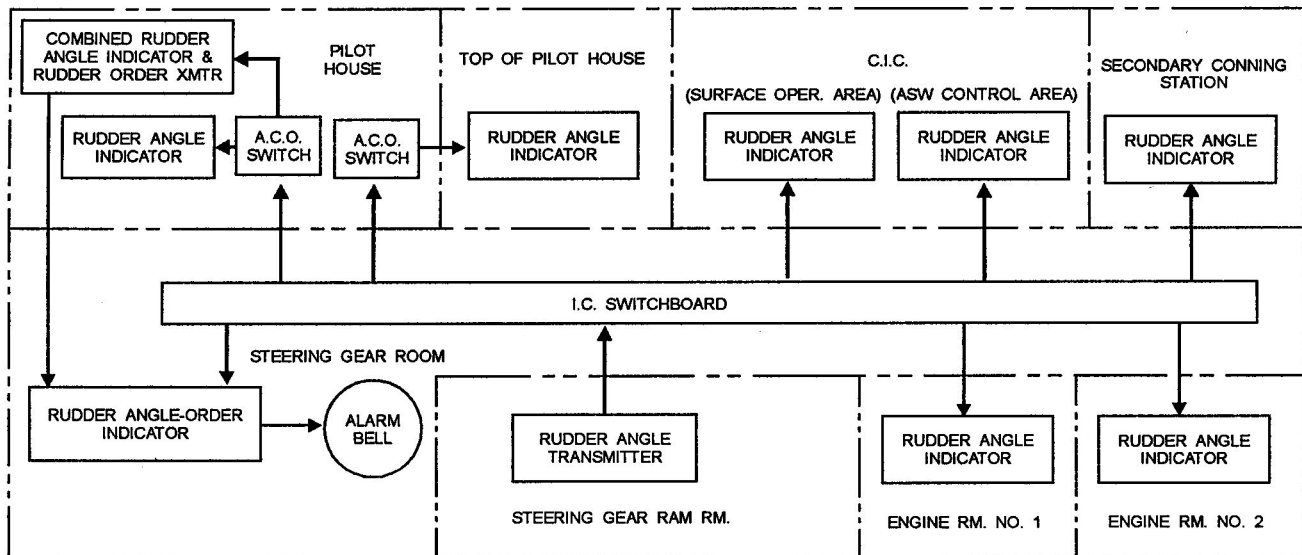 COMBINED RUDDER
ANGLE INDICATOR &
RUDDER ORDER XMTR
PILOT
HOUSE
RUDDER ANGLE
INDICATOR
A.C.O.
SWITCH
A.C.O.
SWITCH
TOP OF PILOT HOUSE
RUDDER ANGLE
INDICATOR
C.I.C.
(SURFACE OPER. AREA)
(ASW CONTROL AREA)
RUDDER ANGLE
INDICATOR
RUDDER ANGLE
INDICATOR
SECONDARY CONNING
STATION
RUDDER ANGLE
INDICATOR
I.C. SWITCHBOARD
STEERING GEAR ROOM
RUDDER ANGLE-ORDER
INDICATOR
ALARM
BELL
RUDDER ANGLE
TRANSMITTER
STEERING GEAR RAM RM.
RUDDER ANGLE
INDICATOR
ENGINE RM. NO. 1
RUDDER ANGLE
INDICATOR
ENGINE RM. NO. 2